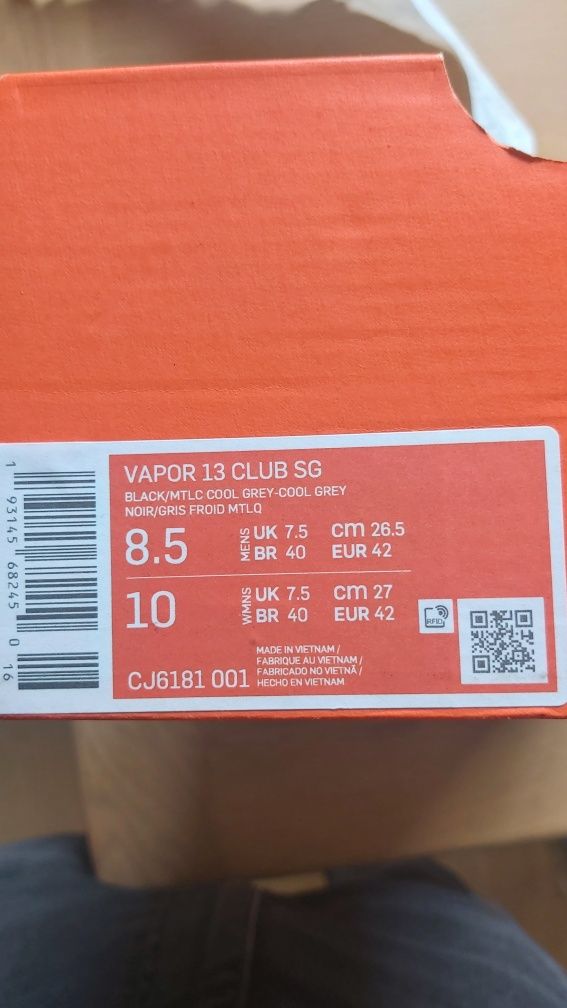 VAPOR 13 CLUB SG
BLACK/MTLC COOL GREY-COOL GREY
NOIR/GRIS FROID MTLQ
8.5 MENS UK 7.5 cm 26.5
BR 40 EUR 42
10 WMNS UK 7.5 cm 27
BR 40 EUR 42
RFID
CJ6181 001
MADE IN VIETNAM /
FABRIQUE AU VIETNAM /
FABRICADO NO VIETNÃ /
HECHO EN VIETNAM
1 93145 68245 0 16